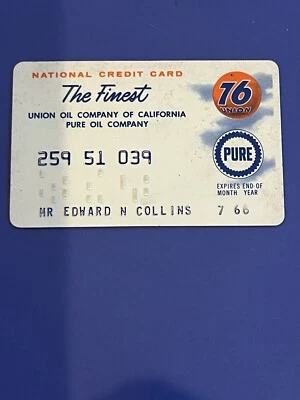 NATIONAL CREDIT CARD
The Finest
UNION OIL COMPANY OF CALIFORNIA
PURE OIL COMPANY
76
UNION
259 51 039
PURE
EXPIRES END OF
MONTH YEAR
MR EDWARD N COLLINS 7 66